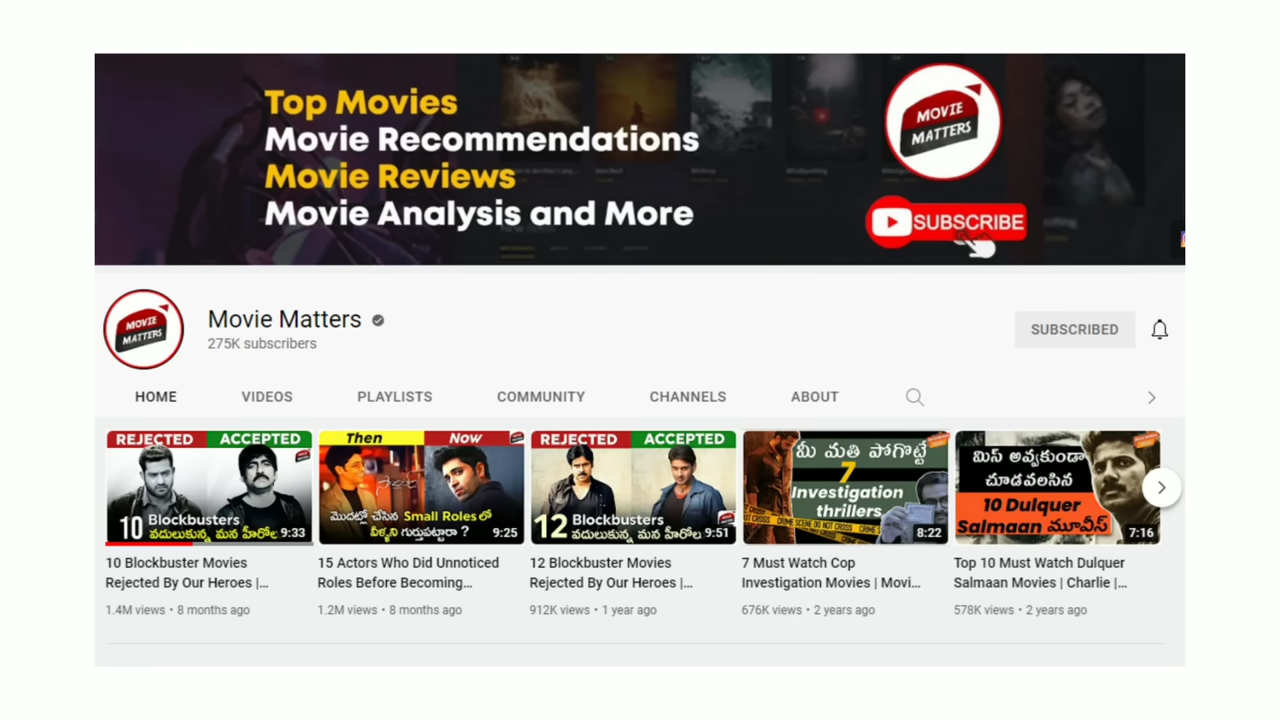 Top Movies
Movie Recommendations
Movie Reviews
Movie Analysis and More
MOVIE
MATTERS
SUBSCRIBE
MOVIE
MATTERS
Movie Matters
275K subscribers
SUBSCRIBED
HOME VIDEOS PLAYLISTS COMMUNITY CHANNELS ABOUT
REJECTED ACCEPTED
10 Blockbusters
వదులుకున్న మన హీరోలు 9:33
10 Blockbuster Movies
Rejected By Our Heroes |...
1.4M views • 8 months ago
Then Now
మొదట్లో చేసిన Small Roles లో
వీళ్ళని గుర్తుపట్టారా ? 9:25
15 Actors Who Did Unnoticed
Roles Before Becoming...
1.2M views • 8 months ago
REJECTED ACCEPTED
12 Blockbusters
వదులుకున్న మన హీరోలు 9:51
12 Blockbuster Movies
Rejected By Our Heroes |...
912K views • 1 year ago
మీ మతి పోగొట్టే
7
Investigation
thrillers
CRIME SCENE DO NOT CROSS
8:22
7 Must Watch Cop
Investigation Movies | Movi...
676K views • 2 years ago
మిస్ అవ్వకుండా
చూడవలసిన
10 Dulquer
Salmaan మూవీస్ 7:16
Top 10 Must Watch Dulquer
Salmaan Movies | Charlie |...
578K views • 2 years ago